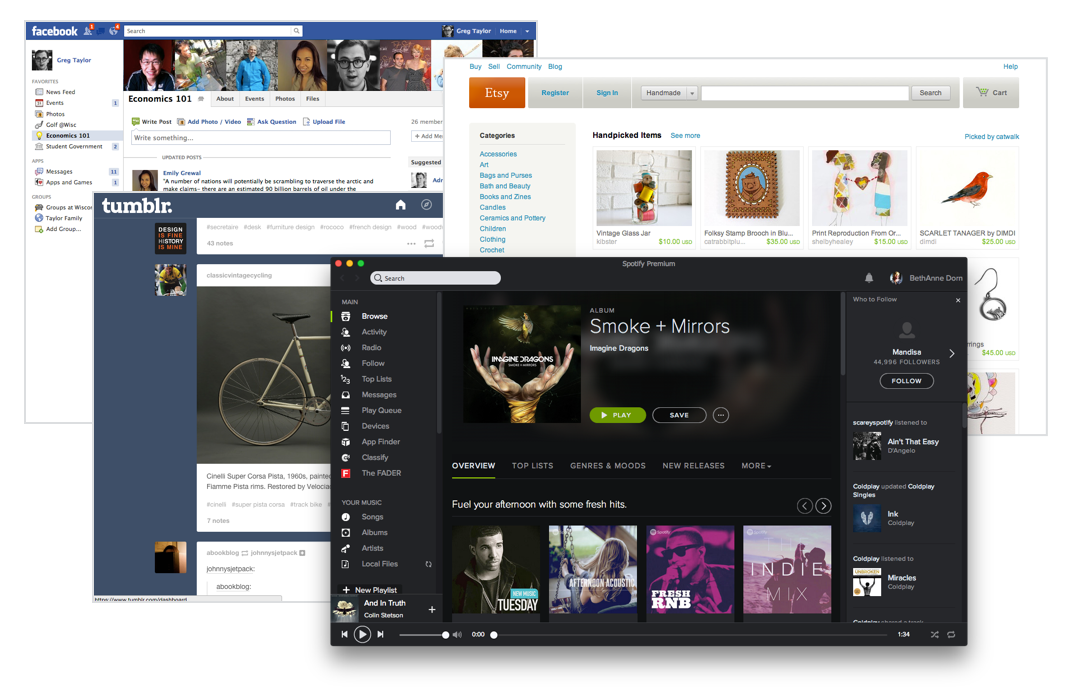 facebook
1
4
Search
Greg Taylor
Home
Greg Taylor
FAVORITES
News Feed
Events
1
Photos
Golf @Wisc
Economics 101
Student Government
2
APPS
Messages
11
Apps and Games
1
GROUPS
Groups at Wiscon
Taylor Family
2
Add Group...
Economics 101
About
Events
Photos
Files
Write Post
Add Photo / Video
Ask Question
Upload File
Write something...
26 member
+ Add Me
Suggested
UPDATED POSTS
Emily Grewal
"A number of nations will potentially be scrambling to traverse the arctic and
make claims - there are an estimated 90 billion barrels of oil under the
Buy
Sell
Community
Blog
Help
Etsy
Register
Sign In
Handmade
Search
Cart
Categories
Accessories
Art
Bags and Purses
Bath and Beauty
Books and Zines
Candles
Ceramics and Pottery
Children
Clothing
Crochet
Handpicked Items
See more
Picked by catwalk
Vintage Glass Jar
kibster
$10.00 USD
Folksy Stamp Brooch in Blu...
catrabbitplu...
$35.00 USD
Print Reproduction From Or...
shelbyhealey
$15.00 USD
SCARLET TANAGER by DIMDI
dimdi
$25.00 USD
rrings
$45.00 USD
tumblr.
DESIGN
IS FINE
HISTORY
IS MINE
#secretaire #desk #furniture design #rococo #french design #wood #woodw
43 notes
classicvintagecycling
Cinelli Super Corsa Pista, 1960s, painte
Fiamme Pista rims. Restored by Velocia
#cinelli #super pista corsa #track bike #
7 notes
abookblog
johnnysjetpack
johnnysjetpack:
abookblog:
https://www.tumblr.com/dashboard
Spotify Premium
Search
BethAnne Dorn
MAIN
Browse
Activity
Radio
Follow
Top Lists
Messages
Play Queue
Devices
App Finder
Classify
The FADER
YOUR MUSIC
Songs
Albums
Artists
Local Files
+ New Playlist
And In Truth
Colin Stetson
IMAGINE DRAGONS
SMOKE + MIRRORS
ALBUM
Smoke + Mirrors
Imagine Dragons
PLAY
SAVE
OVERVIEW
TOP LISTS
GENRES & MOODS
NEW RELEASES
MORE
Fuel your afternoon with some fresh hits.
NEW MUSIC
TUESDAY
AFTERNOON ACOUSTIC
Spotify
FRESH
RNB
INDIE
MIX
Who to Follow
Mandisa
44,996 FOLLOWERS
FOLLOW
scareyspotify listened to
Ain't That Easy
D'Angelo
Coldplay updated Coldplay
Singles
Ink
Coldplay
Coldplay listened to
Miracles
Coldplay
Coldplay shared a track
0:00
1:34